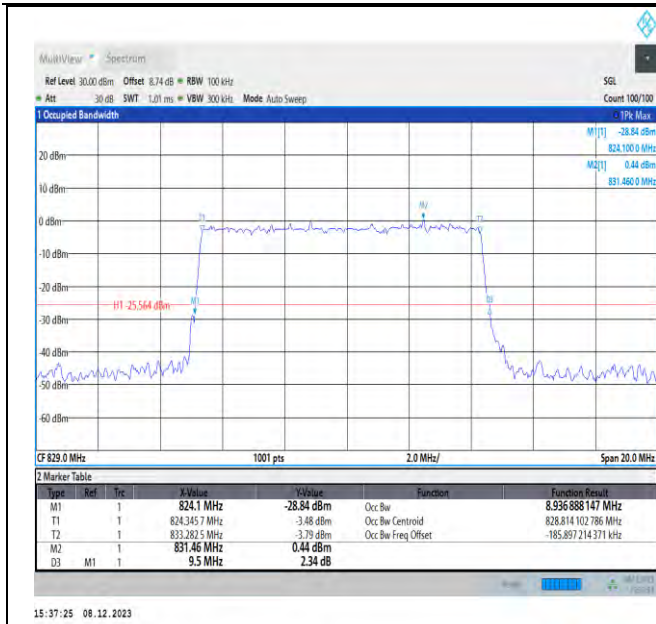 MultiView Spectrum
Ref Level 30.00 dBm Offset 8.74 dB RBW 100 kHz SGL
Att 30 dB SWT 1.01 ms VBW 300 kHz Mode Auto Sweep Count 100/100
1 Occupied Bandwidth 1Pk Max
M1[1] -28.84 dBm
824.100 0 MHz
M2[1] 0.44 dBm
831.460 0 MHz
20 dBm
10 dBm
0 dBm
-10 dBm
-20 dBm
-30 dBm
-40 dBm
-50 dBm
-60 dBm
T1
M2
T2
H1 -25.564 dBm
M1
D3
CF 829.0 MHz 1001 pts 2.0 MHz/ Span 20.0 MHz
2 Marker Table
Type Ref Trc X-Value Y-Value Function Function Result
M1 1 824.1 MHz -28.84 dBm Occ Bw 8.936 888 147 MHz
T1 1 824.345 7 MHz -3.48 dBm Occ Bw Centroid 828.814 102 786 MHz
T2 1 833.282 5 MHz -3.79 dBm Occ Bw Freq Offset -185.897 214 371 kHz
M2 1 831.46 MHz 0.44 dBm
D3 M1 1 9.5 MHz 2.34 dB
15:37:25 08.12.2023